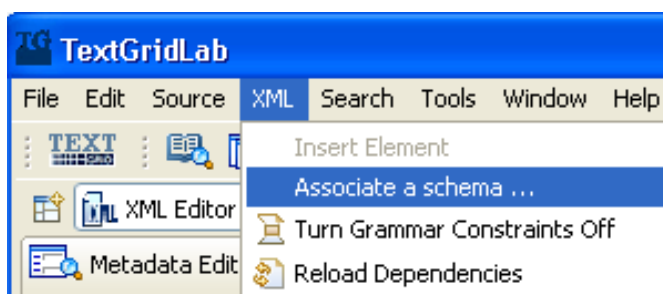 TG TextGridLab
File Edit Source XML Search Tools Window Help
TEXT
Insert Element
Associate a schema ...
XML Editor
Turn Grammar Constraints Off
Metadata Edit
Reload Dependencies